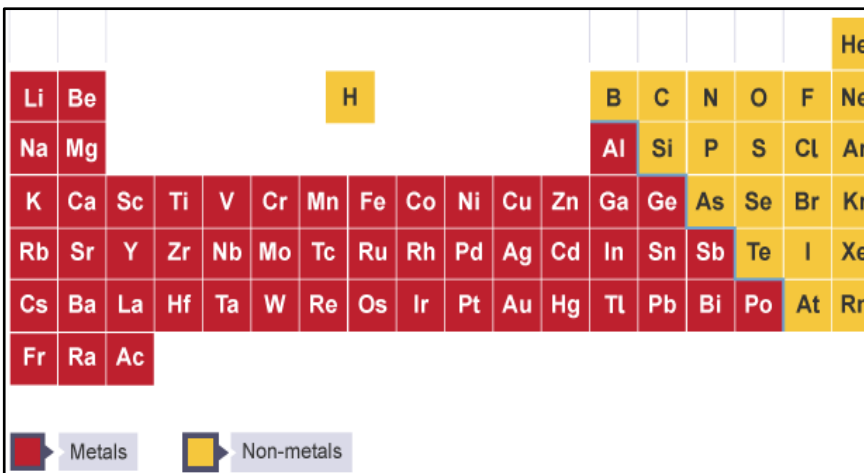 He
Li Be H B C N O F Ne
Na Mg Al Si P S Cl Ar
K Ca Sc Ti V Cr Mn Fe Co Ni Cu Zn Ga Ge As Se Br Kr
Rb Sr Y Zr Nb Mo Tc Ru Rh Pd Ag Cd In Sn Sb Te I Xe
Cs Ba La Hf Ta W Re Os Ir Pt Au Hg Tl Pb Bi Po At Rn
Fr Ra Ac
Metals Non-metals